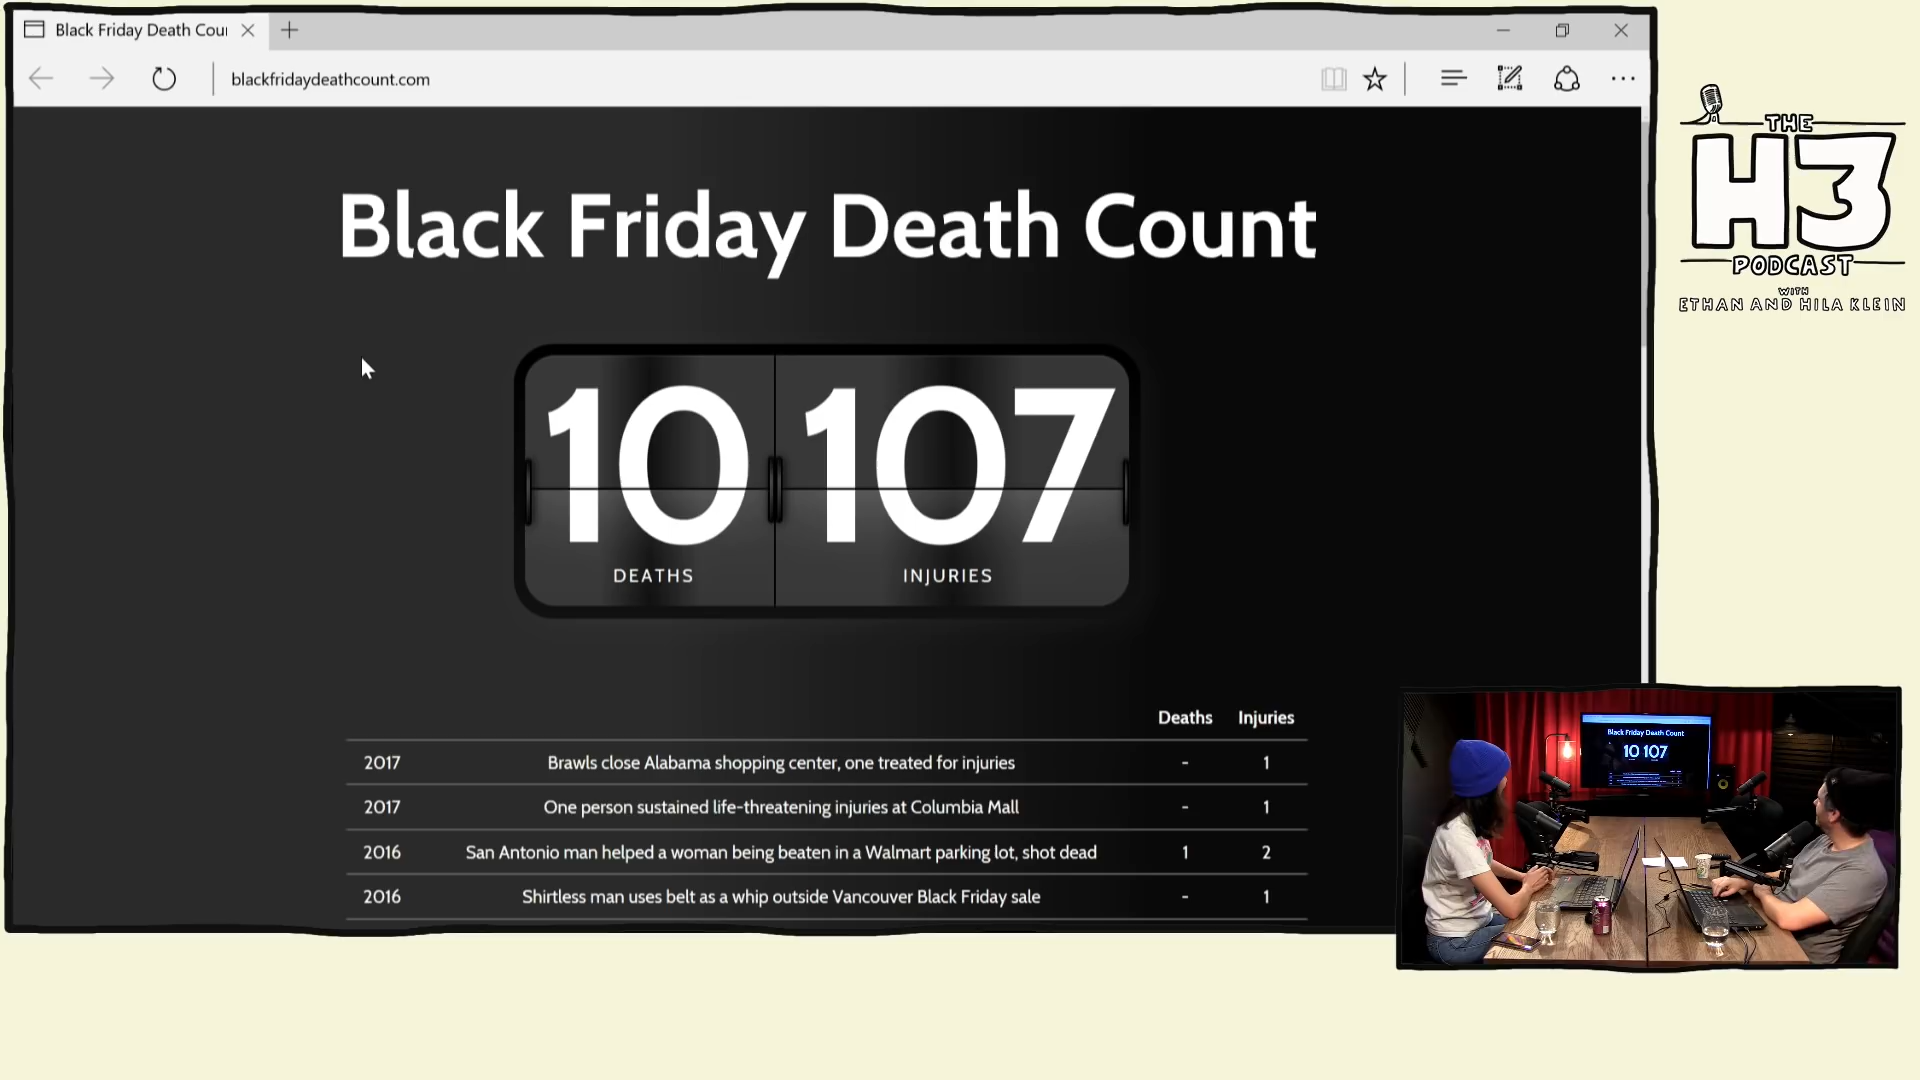 Black Friday Death Cou
blackfridaydeathcount.com
THE
H3
PODCAST
WITH
ETHAN AND HILA KLEIN
Black Friday Death Count
10 107
DEATHS INJURIES
Deaths Injuries
2017 Brawls close Alabama shopping center, one treated for injuries - 1
2017 One person sustained life-threatening injuries at Columbia Mall - 1
2016 San Antonio man helped a woman being beaten in a Walmart parking lot, shot dead 1 2
2016 Shirtless man uses belt as a whip outside Vancouver Black Friday sale - 1
Black Friday Death Count
10 107